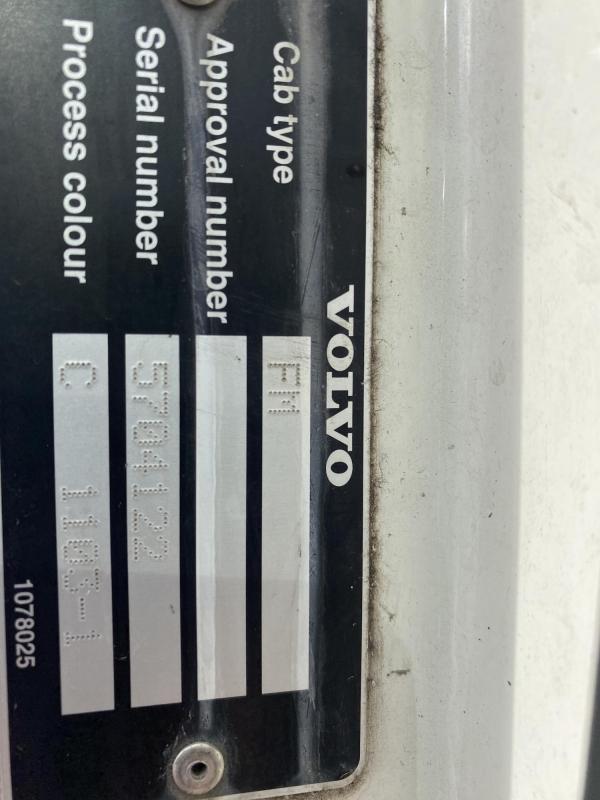 VOLVO
Cab type FM
Approval number
Serial number 5704122
Process colour C 1103-1
1078025